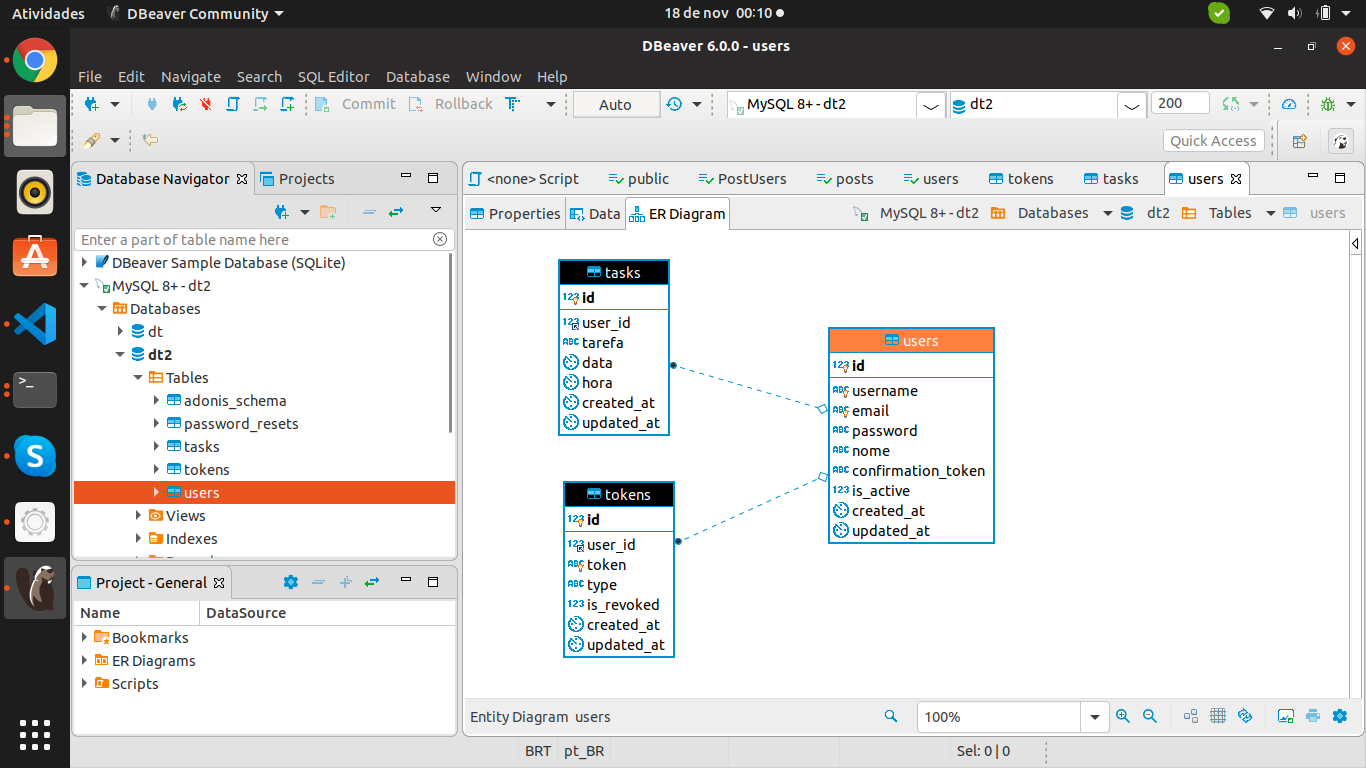 Atividades DBeaver Community 18 de nov 00:10
DBeaver 6.0.0 - users
File Edit Navigate Search SQL Editor Database Window Help
Commit Rollback Auto MySQL 8+ - dt2 dt2 200
Quick Access
Database Navigator Projects
Enter a part of table name here
DBeaver Sample Database (SQLite)
MySQL 8+ - dt2
Databases
dt
dt2
Tables
adonis_schema
password_resets
tasks
tokens
users
Views
Indexes
Project - General
Name DataSource
Bookmarks
ER Diagrams
Scripts
<none> Script public PostUsers posts users tokens tasks users
Properties Data ER Diagram MySQL 8+ - dt2 Databases dt2 Tables users
tasks
123 id
123 user_id
ABC tarefa
data
hora
created_at
updated_at
users
123 id
ABC username
ABC email
ABC password
ABC nome
ABC confirmation_token
123 is_active
created_at
updated_at
tokens
123 id
123 user_id
ABC token
ABC type
123 is_revoked
created_at
updated_at
Entity Diagram users 100%
BRT pt_BR Sel: 0 | 0